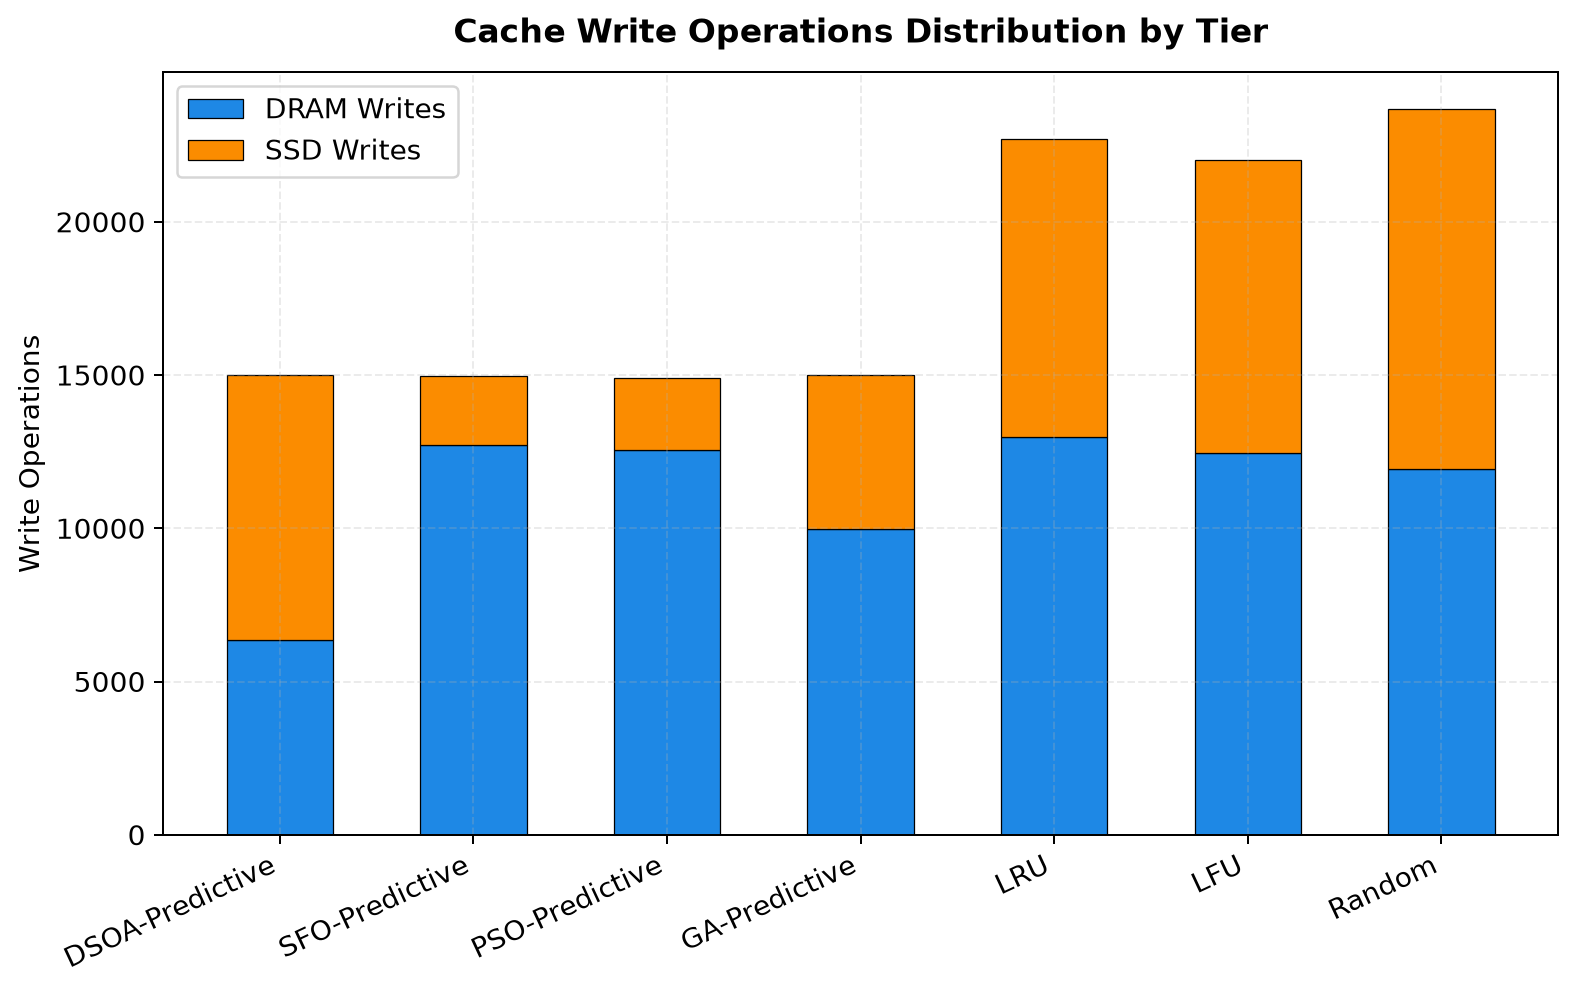 Cache Write Operations Distribution by Tier
DRAM Writes
SSD Writes
Write Operations
20000
15000
10000
5000
0
DSOA-Predictive
SFO-Predictive
PSO-Predictive
GA-Predictive
LRU
LFU
Random